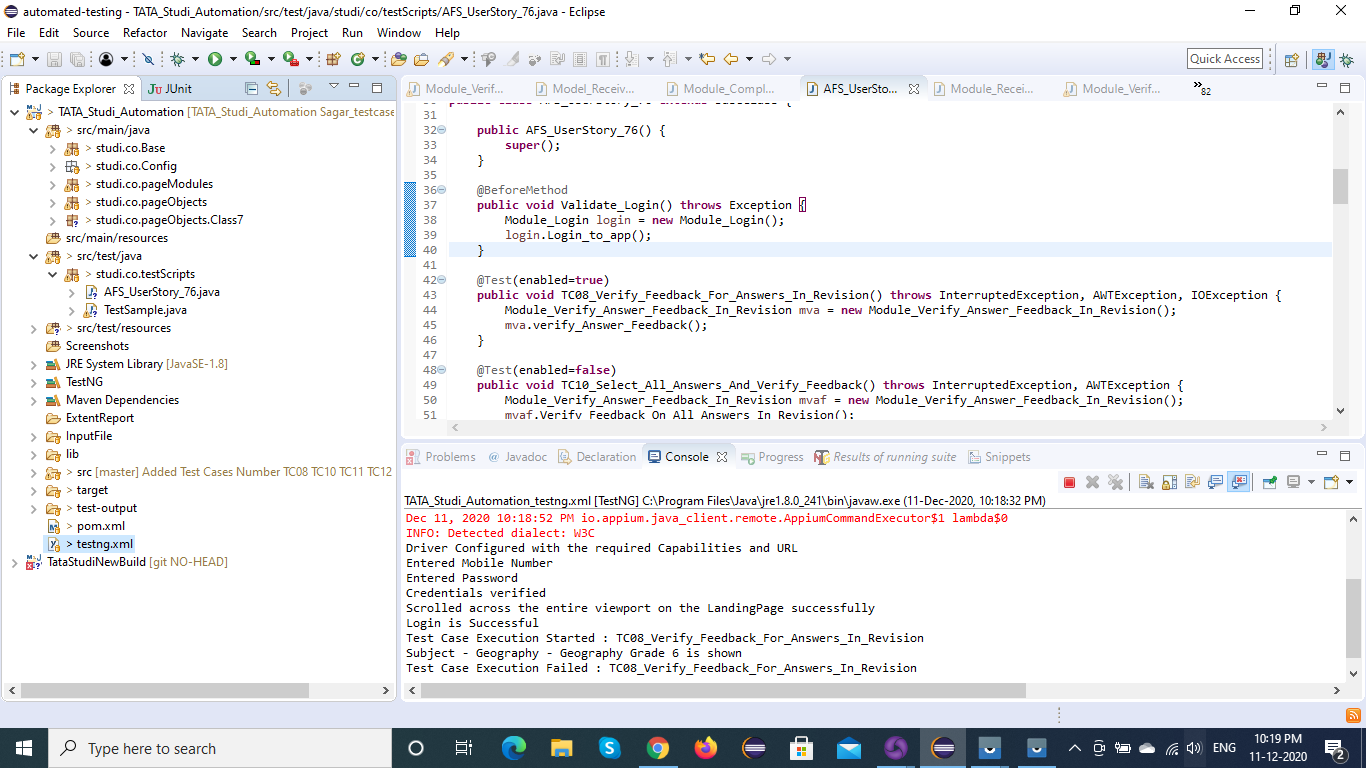 automated-testing - TATA_Studi_Automation/src/test/java/studi/co/testScripts/AFS_UserStory_76.java - Eclipse
File Edit Source Refactor Navigate Search Project Run Window Help
Quick Access
Package Explorer JUnit
> TATA_Studi_Automation [TATA_Studi_Automation Sagar_testcase
> src/main/java
> studi.co.Base
> studi.co.Config
> studi.co.pageModules
> studi.co.pageObjects
> studi.co.pageObjects.Class7
src/main/resources
> src/test/java
> studi.co.testScripts
AFS_UserStory_76.java
TestSample.java
> src/test/resources
Screenshots
JRE System Library [JavaSE-1.8]
TestNG
Maven Dependencies
ExtentReport
InputFile
lib
> src [master] Added Test Cases Number TC08 TC10 TC11 TC12
> target
> test-output
> pom.xml
> testng.xml
TataStudiNewBuild [git NO-HEAD]
Module_Verif... Model_Receiv... Module_Compl... AFS_UserSto... Module_Recei... Module_Verif... 82
31
32 public AFS_UserStory_76() {
33 super();
34 }
35
36 @BeforeMethod
37 public void Validate_Login() throws Exception {
38 Module_Login login = new Module_Login();
39 login.Login_to_app();
40 }
41
42 @Test(enabled=true)
43 public void TC08_Verify_Feedback_For_Answers_In_Revision() throws InterruptedException, AWTException, IOException {
44 Module_Verify_Answer_Feedback_In_Revision mva = new Module_Verify_Answer_Feedback_In_Revision();
45 mva.verify_Answer_Feedback();
46 }
47
48 @Test(enabled=false)
49 public void TC10_Select_All_Answers_And_Verify_Feedback() throws InterruptedException, AWTException {
50 Module_Verify_Answer_Feedback_In_Revision mvaf = new Module_Verify_Answer_Feedback_In_Revision();
51 mvaf.Verify_Feedback_On_All_Answers_In_Revision();
Problems Javadoc Declaration Console Progress Results of running suite Snippets
TATA_Studi_Automation_testng.xml [TestNG] C:\Program Files\Java\jre1.8.0_241\bin\javaw.exe (11-Dec-2020, 10:18:32 PM)
Dec 11, 2020 10:18:52 PM io.appium.java_client.remote.AppiumCommandExecutor$1 lambda$0
INFO: Detected dialect: W3C
Driver Configured with the required Capabilities and URL
Entered Mobile Number
Entered Password
Credentials verified
Scrolled across the entire viewport on the LandingPage successfully
Login is Successful
Test Case Execution Started : TC08_Verify_Feedback_For_Answers_In_Revision
Subject - Geography - Geography Grade 6 is shown
Test Case Execution Failed : TC08_Verify_Feedback_For_Answers_In_Revision
Type here to search
ENG
10:19 PM
11-12-2020
2